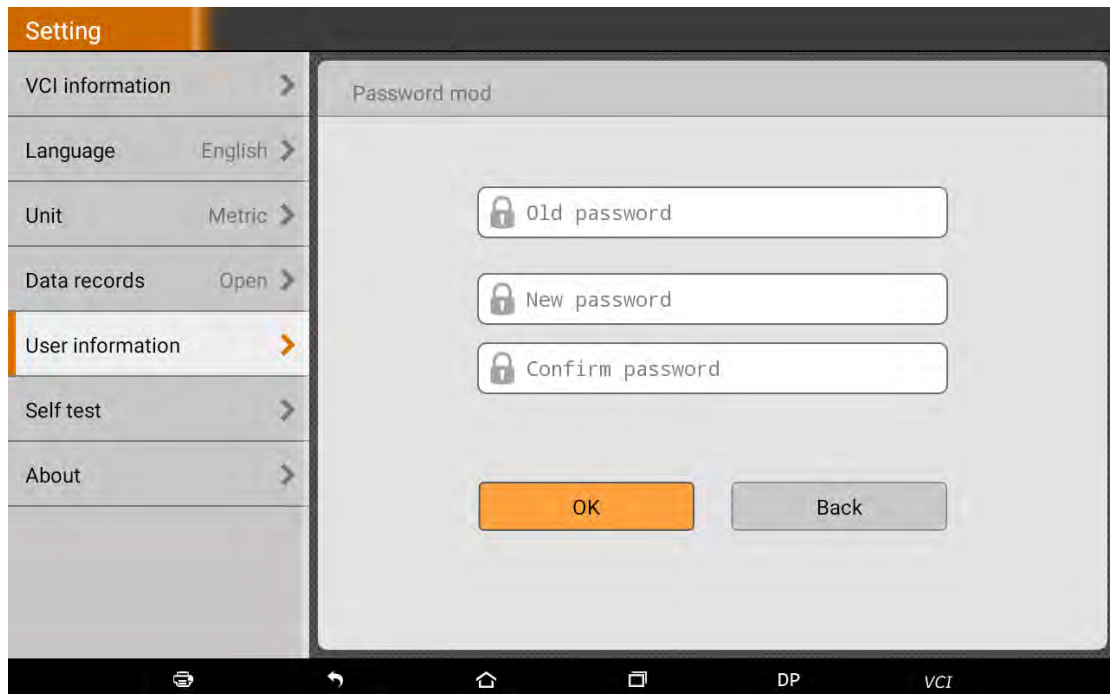 Setting
VCI information
Language English
Unit Metric
Data records Open
User information
Self test
About
Password mod
Old password
New password
Confirm password
OK Back
DP VCI